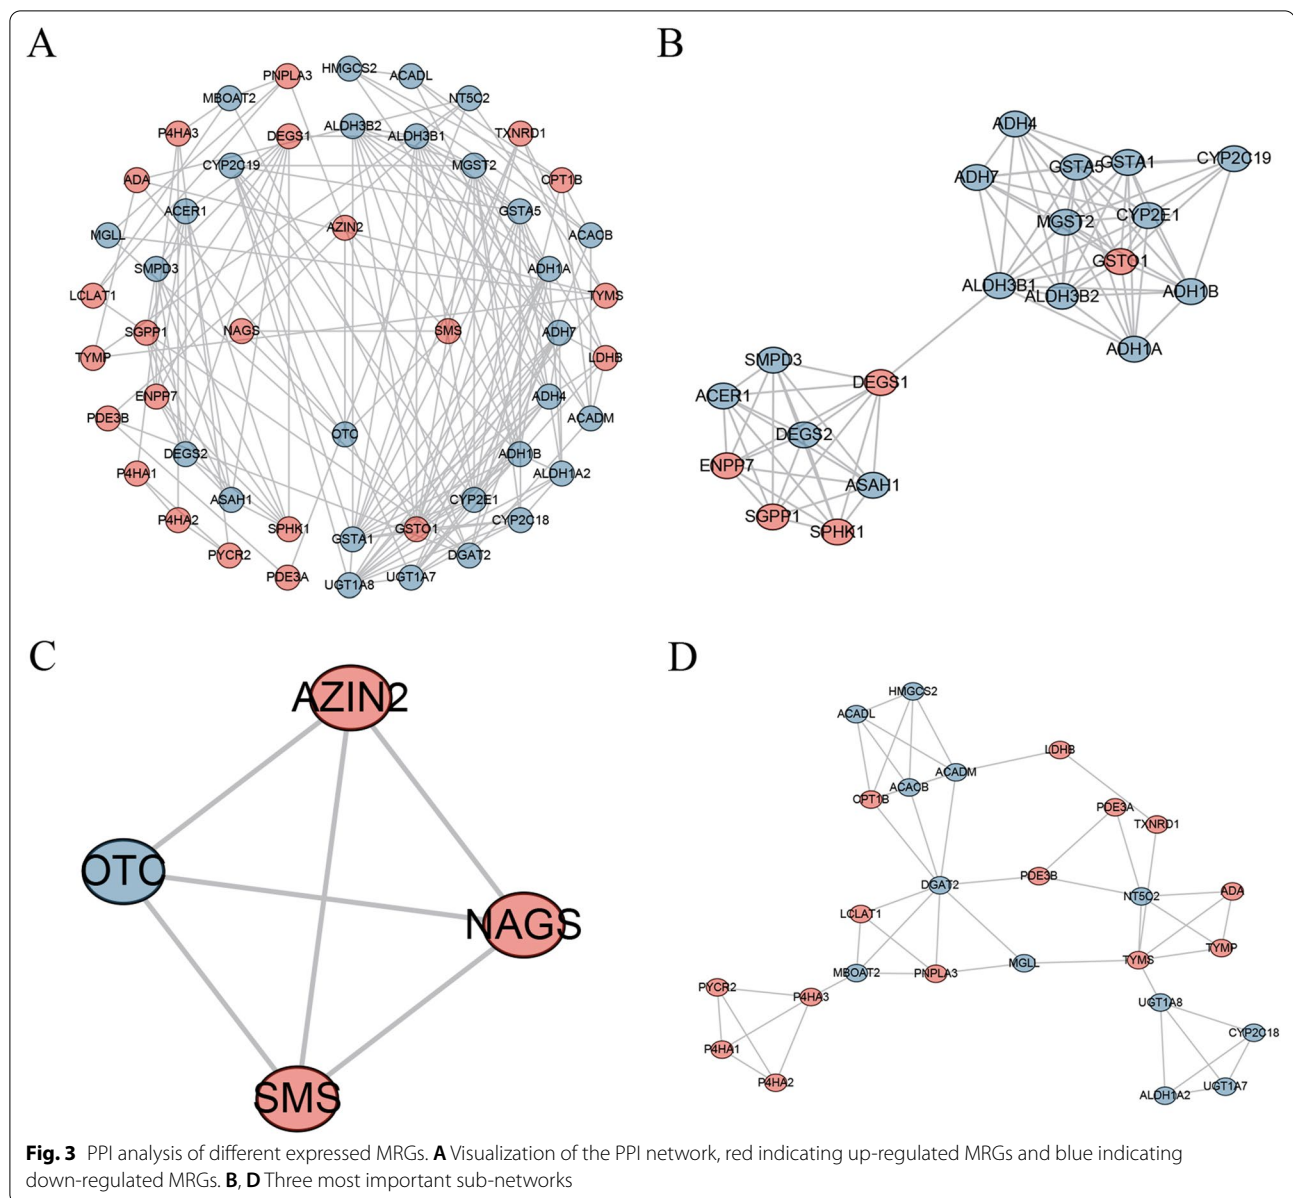 A
B
HMGCS2
ACADL
PNPLA3
MBOAT2
NT5C2
P4HA3
DEGS1
ALDH3B2
ALDH3B1
TXNRD1
CYP2C19
MGST2
ADA
CPT1B
ACER1
GSTA5
AZIN2
MGLL
ACACB
SMPD3
ADH1A
LCLAT1
TYMS
SGPP1
NAGS
SMS
ADH7
TYMP
LDHB
ENPP7
ADH4
PDE3B
ACADM
OTC
DEGS2
ADH1B
P4HA1
ALDH1A2
ASAH1
CYP2E1
P4HA2
SPHK1
GSTO1
CYP2C18
GSTA1
PYCR2
DGAT2
PDE3A
UGT1A8
UGT1A7
ADH4
GSTA5
GSTA1
CYP2C19
ADH7
MGST2
CYP2E1
GSTO1
ALDH3B1
ALDH3B2
ADH1B
ADH1A
SMPD3
DEGS1
ACER1
DEGS2
ENPP7
ASAH1
SGPP1
SPHK1
C
D
AZIN2
OTC
NAGS
SMS
HMGCS2
ACADL
LDHB
ACADM
ACACB
CPT1B
PDE3A
TXNRD1
DGAT2
PDE3B
NT5C2
ADA
LCLAT1
TYMP
MBOAT2
PNPLA3
MGLL
TYMS
PYCR2
P4HA3
UGT1A8
CYP2C18
P4HA1
P4HA2
ALDH1A2
UGT1A7
Fig. 3 PPI analysis of different expressed MRGs. A Visualization of the PPI network, red indicating up-regulated MRGs and blue indicating
down-regulated MRGs. B, D Three most important sub-networks